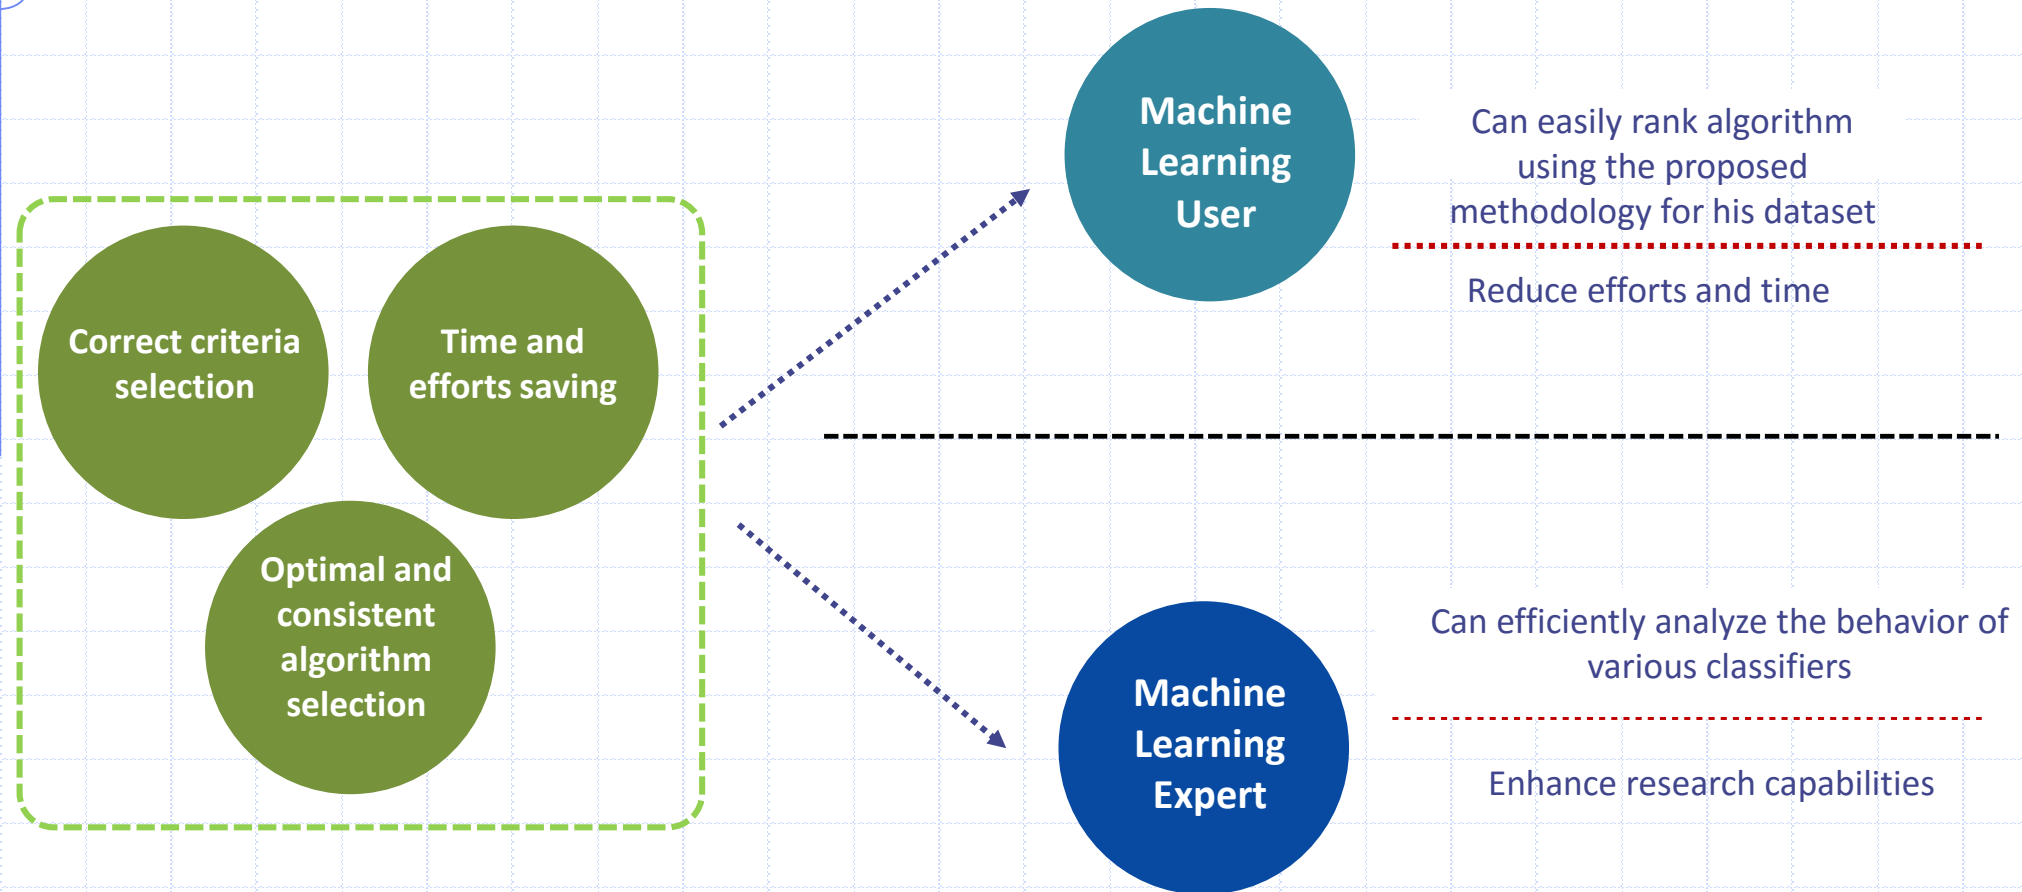 Correct criteria
selection
Time and
efforts saving
Optimal and
consistent
algorithm
selection
Machine
Learning
User
Can easily rank algorithm
using the proposed
methodology for his dataset
Reduce efforts and time
Machine
Learning
Expert
Can efficiently analyze the behavior of
various classifiers
Enhance research capabilities